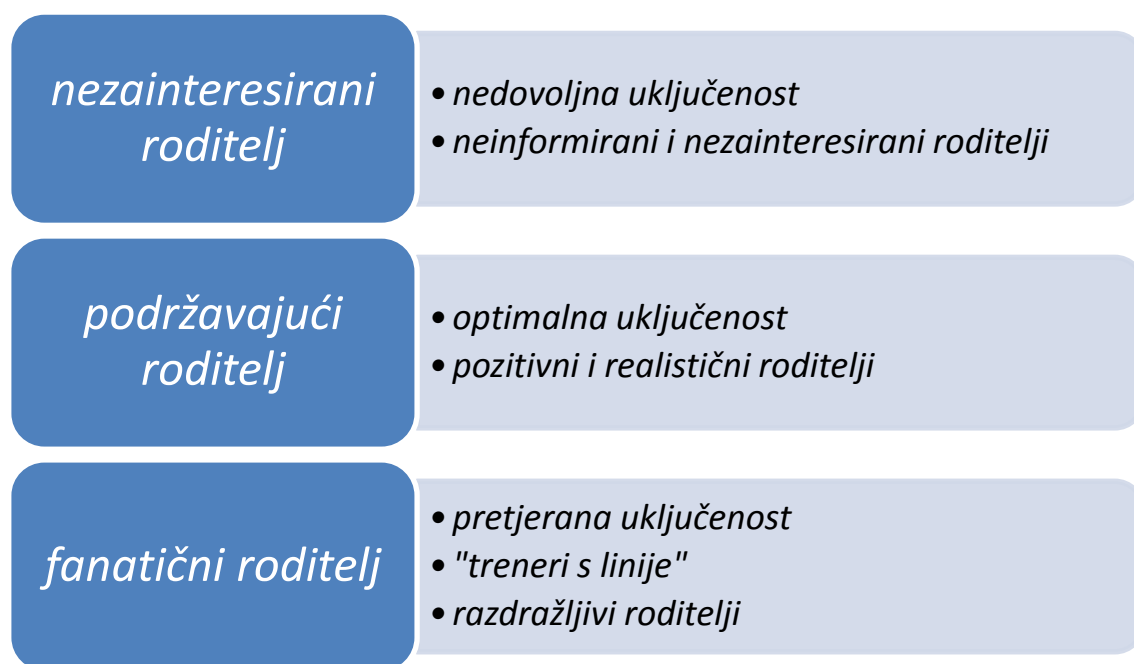 nezainteresirani
roditelj
• nedovoljna uključenost
• neinformirani i nezainteresirani roditelji
podržavajući
roditelj
• optimalna uključenost
• pozitivni i realistični roditelji
fanatični roditelj
• pretjerana uključenost
• "treneri s linije"
• razdražljivi roditelji